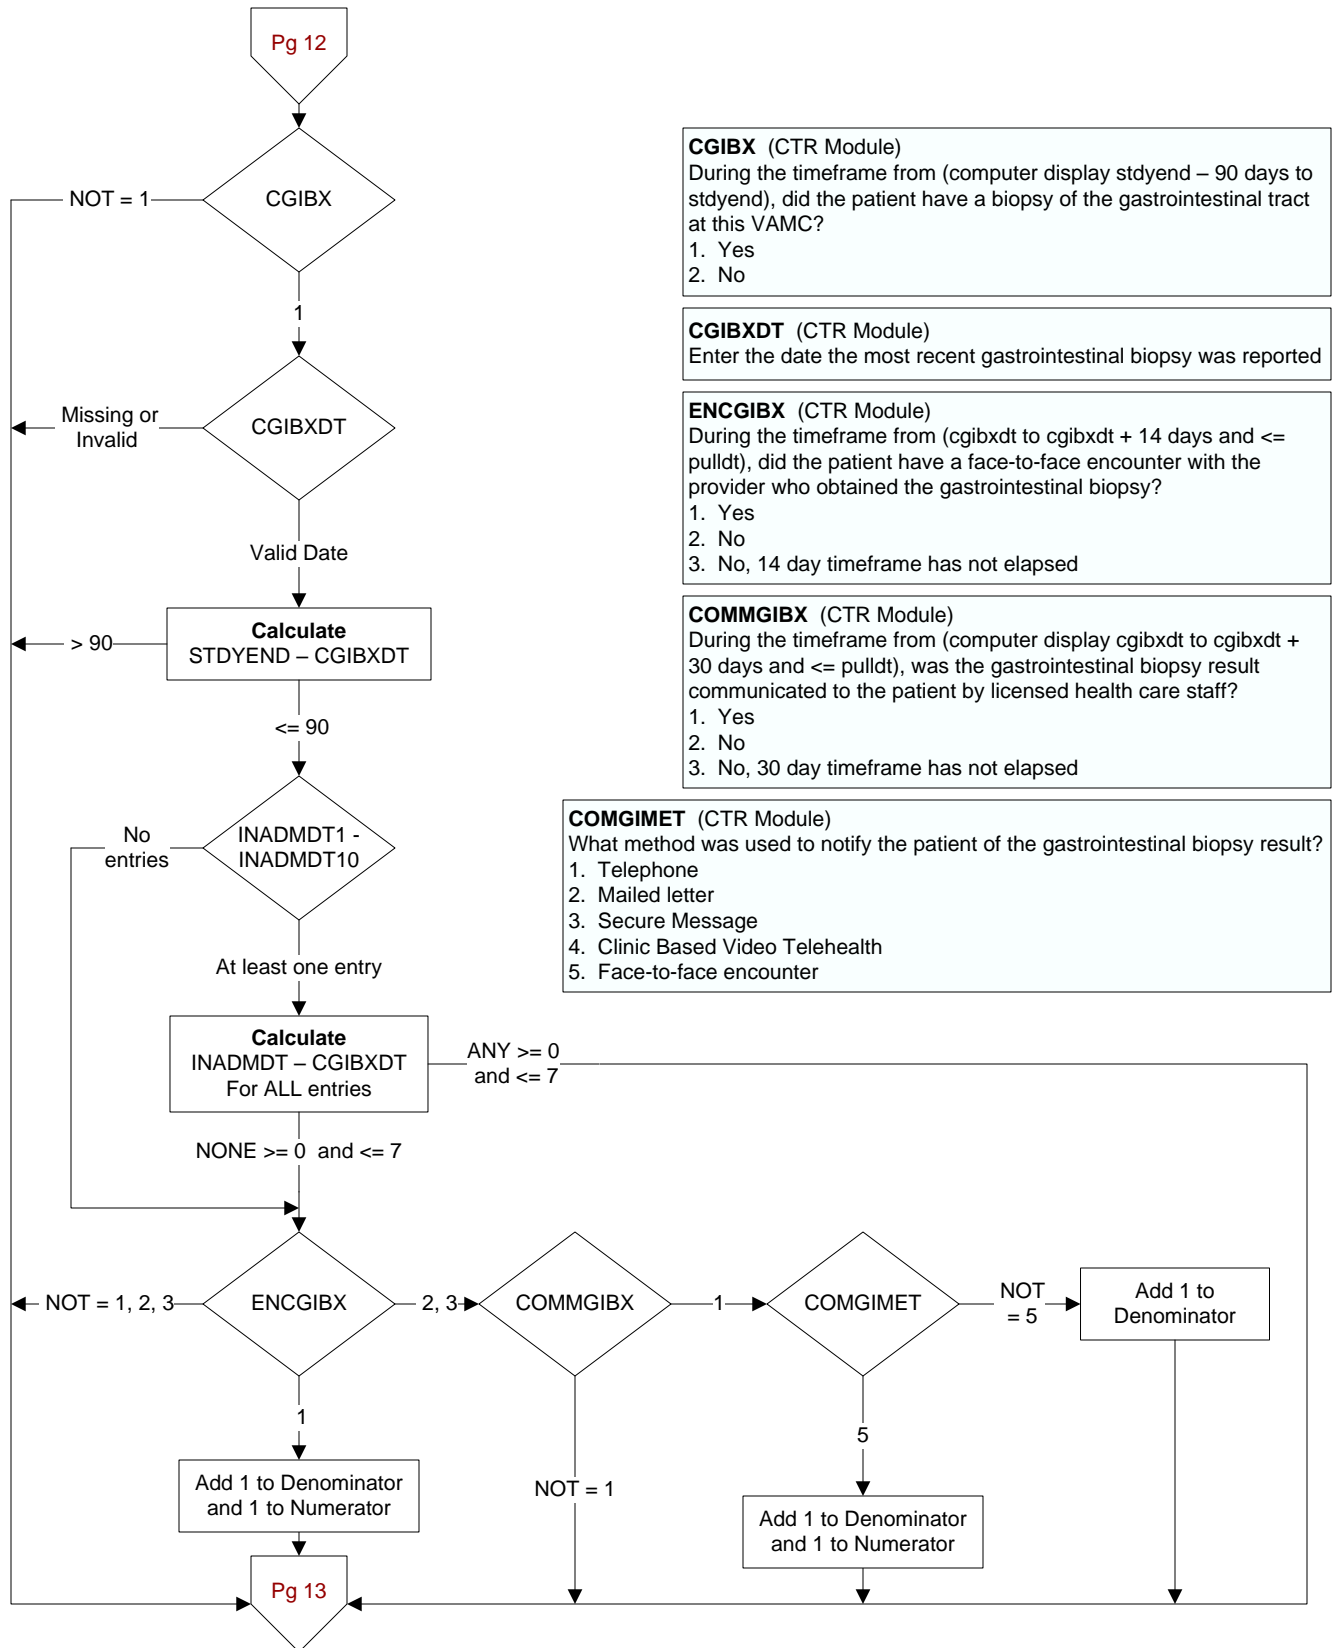 Pg 12
CGIBX
NOT = 1
1
CGIBXDT
Missing or
Invalid
Valid Date
Calculate
STDYEND – CGIBXDT
> 90
<= 90
INADMDT1 -
INADMDT10
No
entries
At least one entry
Calculate
INADMDT – CGIBXDT
For ALL entries
ANY >= 0
and <= 7
NONE >= 0 and <= 7
ENCGIBX
NOT = 1, 2, 3
2, 3
COMMGIBX
1
COMGIMET
NOT
= 5
Add 1 to
Denominator
1
Add 1 to Denominator
and 1 to Numerator
NOT = 1
5
Add 1 to Denominator
and 1 to Numerator
Pg 13
CGIBX (CTR Module)
During the timeframe from (computer display stdyend – 90 days to
stdyend), did the patient have a biopsy of the gastrointestinal tract
at this VAMC?
1. Yes
2. No
CGIBXDT (CTR Module)
Enter the date the most recent gastrointestinal biopsy was reported
ENCGIBX (CTR Module)
During the timeframe from (cgibxdt to cgibxdt + 14 days and <=
pulldt), did the patient have a face-to-face encounter with the
provider who obtained the gastrointestinal biopsy?
1. Yes
2. No
3. No, 14 day timeframe has not elapsed
COMMGIBX (CTR Module)
During the timeframe from (computer display cgibxdt to cgibxdt +
30 days and <= pulldt), was the gastrointestinal biopsy result
communicated to the patient by licensed health care staff?
1. Yes
2. No
3. No, 30 day timeframe has not elapsed
COMGIMET (CTR Module)
What method was used to notify the patient of the gastrointestinal biopsy result?
1. Telephone
2. Mailed letter
3. Secure Message
4. Clinic Based Video Telehealth
5. Face-to-face encounter